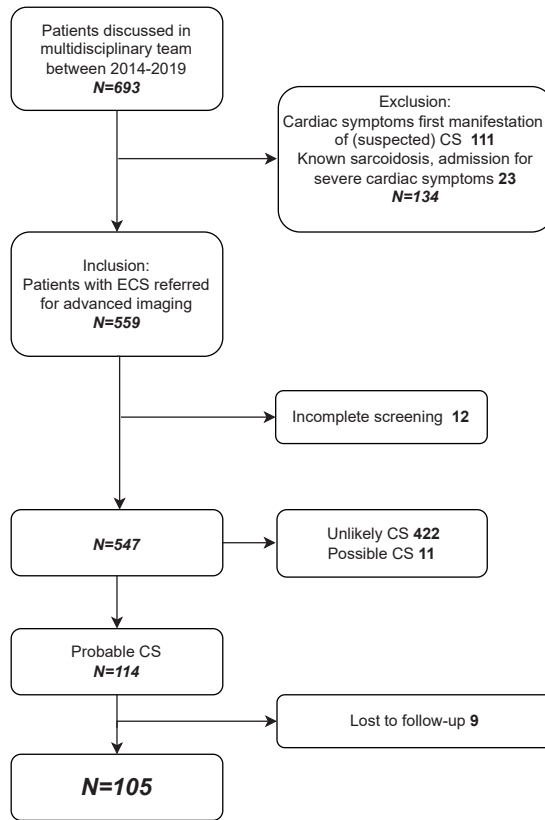 Patients discussed in
multidisciplinary team
between 2014-2019
N=693
Exclusion:
Cardiac symptoms first manifestation
of (suspected) CS 111
Known sarcoidosis, admission for
severe cardiac symptoms 23
N=134
Inclusion:
Patients with ECS referred
for advanced imaging
N=559
Incomplete screening 12
N=547
Unlikely CS 422
Possible CS 11
Probable CS
N=114
Lost to follow-up 9
N=105